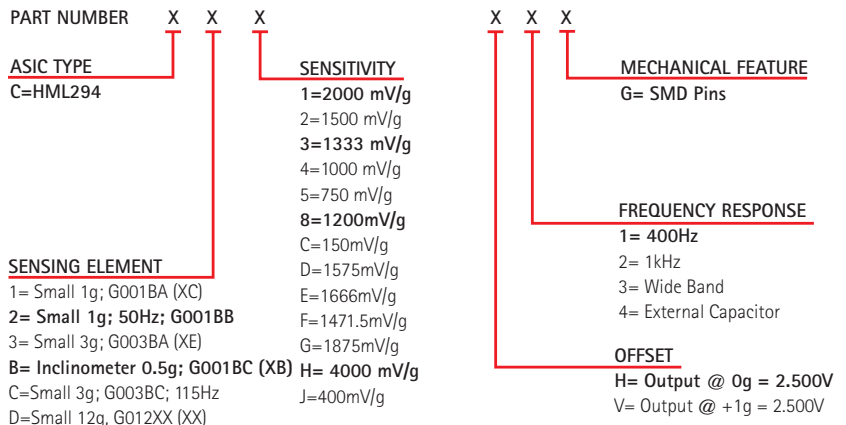 PART NUMBER X X X X X X
ASIC TYPE
C=HML294
SENSING ELEMENT
1= Small 1g; G001BA (XC)
2= Small 1g; 50Hz; G001BB
3= Small 3g; G003BA (XE)
B= Inclinometer 0.5g; G001BC (XB)
C=Small 3g; G003BC; 115Hz
D=Small 12g, G012XX (XX)
SENSITIVITY
1=2000 mV/g
2=1500 mV/g
3=1333 mV/g
4=1000 mV/g
5=750 mV/g
8=1200mV/g
C=150mV/g
D=1575mV/g
E=1666mV/g
F=1471.5mV/g
G=1875mV/g
H= 4000 mV/g
J=400mV/g
MECHANICAL FEATURE
G= SMD Pins
FREQUENCY RESPONSE
1= 400Hz
2= 1kHz
3= Wide Band
4= External Capacitor
OFFSET
H= Output @ 0g = 2.500V
V= Output @ +1g = 2.500V